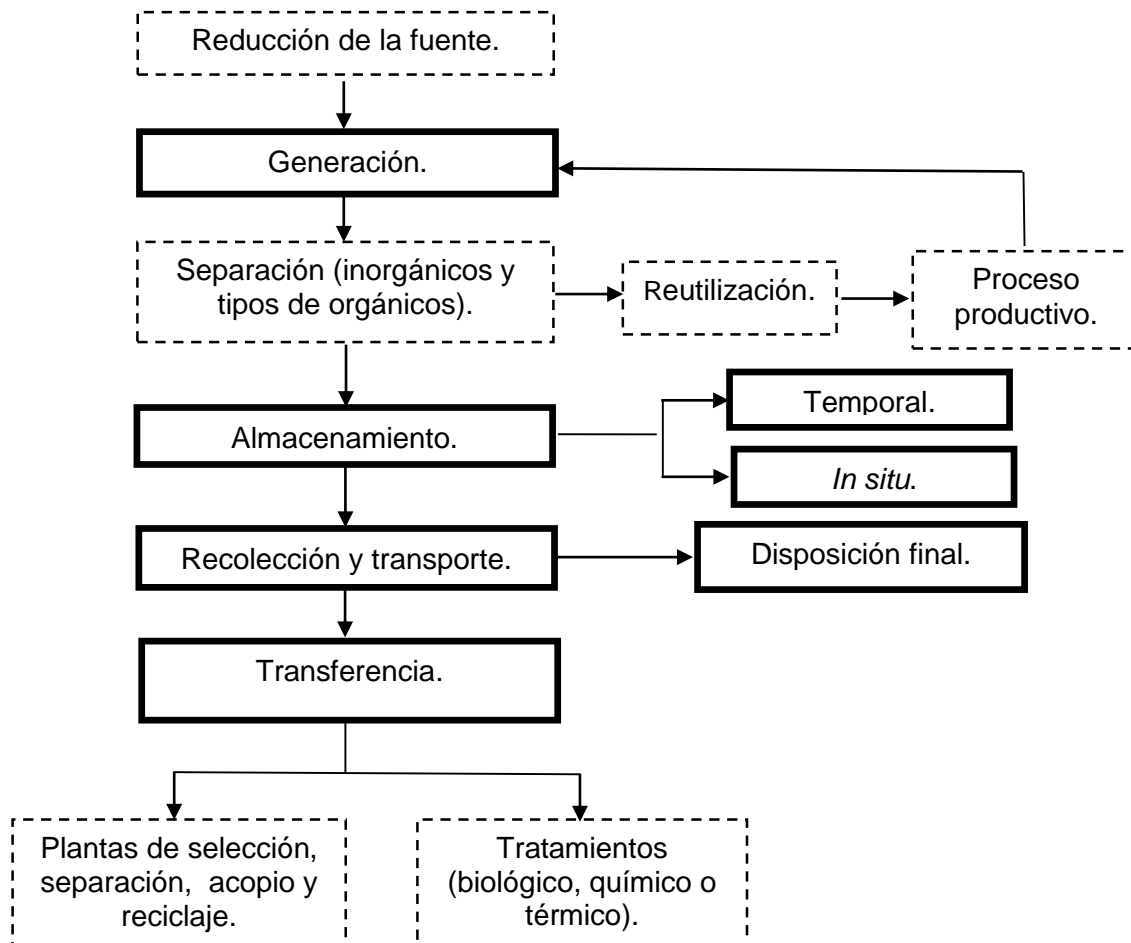 Reducción de la fuente.
Generación.
Separación (inorgánicos y
tipos de orgánicos).
Reutilización.
Proceso
productivo.
Almacenamiento.
Temporal.
In situ.
Recolección y transporte.
Disposición final.
Transferencia.
Plantas de selección,
separación, acopio y
reciclaje.
Tratamientos
(biológico, químico o
térmico).